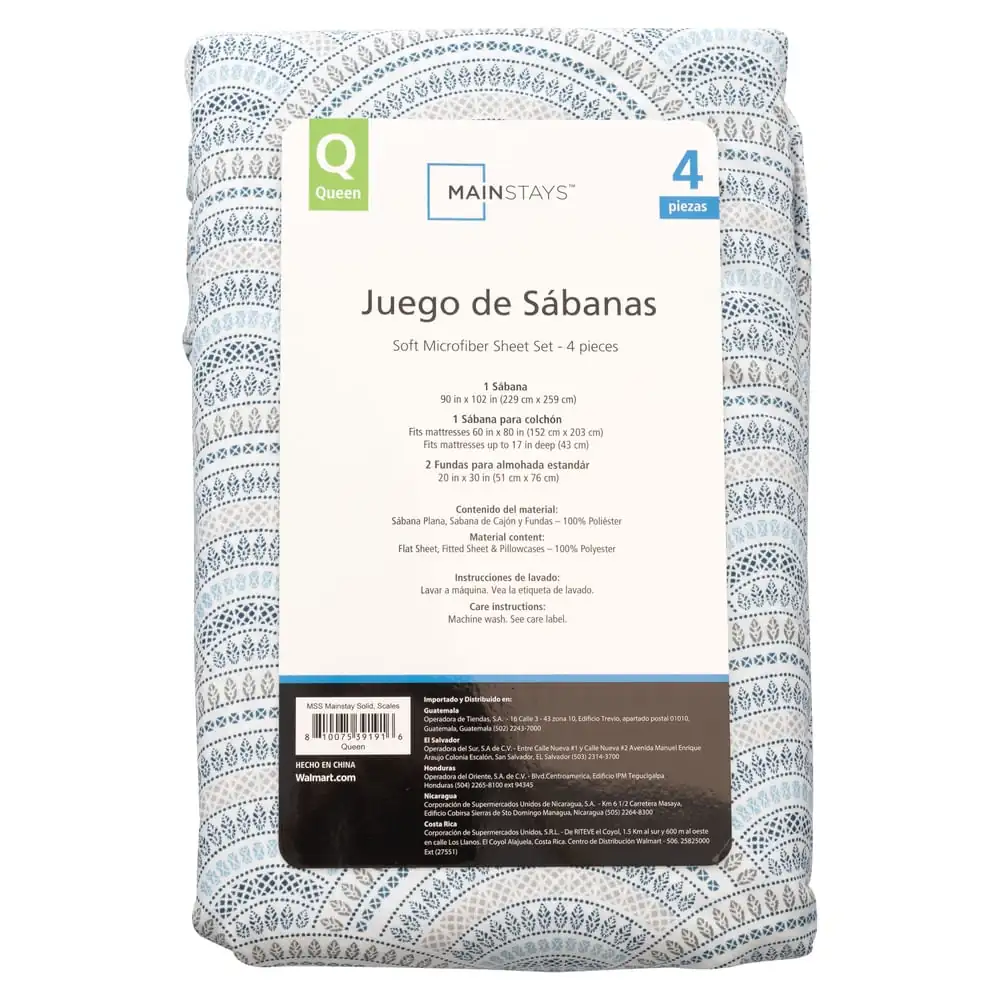 Q
Queen
MAINSTAYS™
4
piezas
Juego de Sábanas
Soft Microfiber Sheet Set - 4 pieces
1 Sábana
90 in x 102 in (229 cm x 259 cm)
1 Sábana para colchón
Fits mattresses 60 in x 80 in (152 cm x 203 cm)
Fits mattresses up to 17 in deep (43 cm)
2 Fundas para almohada estandár
20 in x 30 in (51 cm x 76 cm)
Contenido del material:
Sábana Plana, Sabana de Cajón y Fundas – 100% Poliéster
Material content:
Flat Sheet, Fitted Sheet & Pillowcases – 100% Polyester
Instrucciones de lavado:
Lavar a máquina. Vea la etiqueta de lavado.
Care instructions:
Machine wash. See care label.
MSS Mainstay Solid, Scales
8 10075 39191 6
Queen
HECHO EN CHINA
Walmart.com
Importado y Distribuido en:
Guatemala
Operadora de Tiendas, S.A. - 16 Calle 3 - 43 zona 10, Edificio Trevio, apartado postal 01010,
Guatemala, Guatemala (502) 2243-7000
El Salvador
Operadora del Sur, S.A de C.V.- Entre Calle Nueva #1 y Calle Nueva #2 Avenida Manuel Enrique
Araujo Colonia Escalón, San Salvador, EL Salvador (503) 2314-3700
Honduras
Operadora del Oriente, S.A. de C.V. - Blvd.Centroamerica, Edificio IPM Tegucigalpa
Honduras (504) 2265-8100 ext 94345
Nicaragua
Corporación de Supermercados Unidos de Nicaragua, S.A. - Km 6 1/2 Carretera Masaya,
Edificio Cobirsa Sierras de Sto Domingo Managua, Nicaragua (505) 2264-8300
Costa Rica
Corporación de Supermercados Unidos, S.R.L. - De RITEVE el Coyol, 1.5 Km al sur y 600 m al oeste
en calle Los Llanos. El Coyol Alajuela, Costa Rica. Centro de Distribución Walmart - 506. 25825000
Ext (27551)